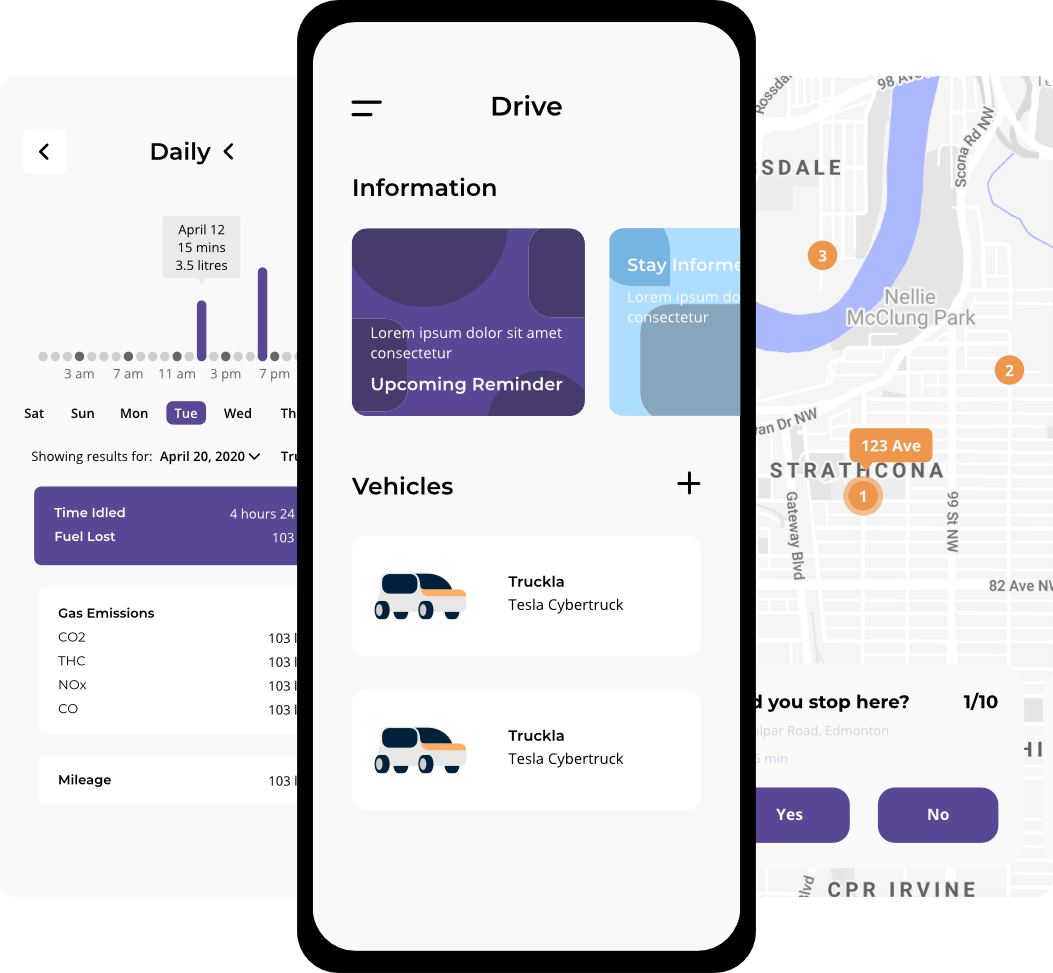 Daily
April 12
15 mins
3.5 litres
3 am 7 am 11 am 3 pm 7 pm
Sat Sun Mon Tue Wed Th
Showing results for: April 20, 2020 Tru
Time Idled 4 hours 24
Fuel Lost 103
Gas Emissions
CO2 103 l
THC 103 l
NOx 103 l
CO 103 l
Mileage 103 l
Drive
Information
Lorem ipsum dolor sit amet
consectetur
Upcoming Reminder
Stay Informe
Lorem ipsum do
consectetur
Vehicles
Truckla
Tesla Cybertruck
Truckla
Tesla Cybertruck
98 Ave
Rossda
SDALE
Scona Rd NW
3
Nellie
McClung Park
2
van Dr NW
123 Ave
STRATHCONA
1
Gateway Blvd
99 St NW
82 Ave NW
d you stop here? 1/10
ilpar Road, Edmonton
5 min
HI
Yes No
Blvd
CPR IRVINE